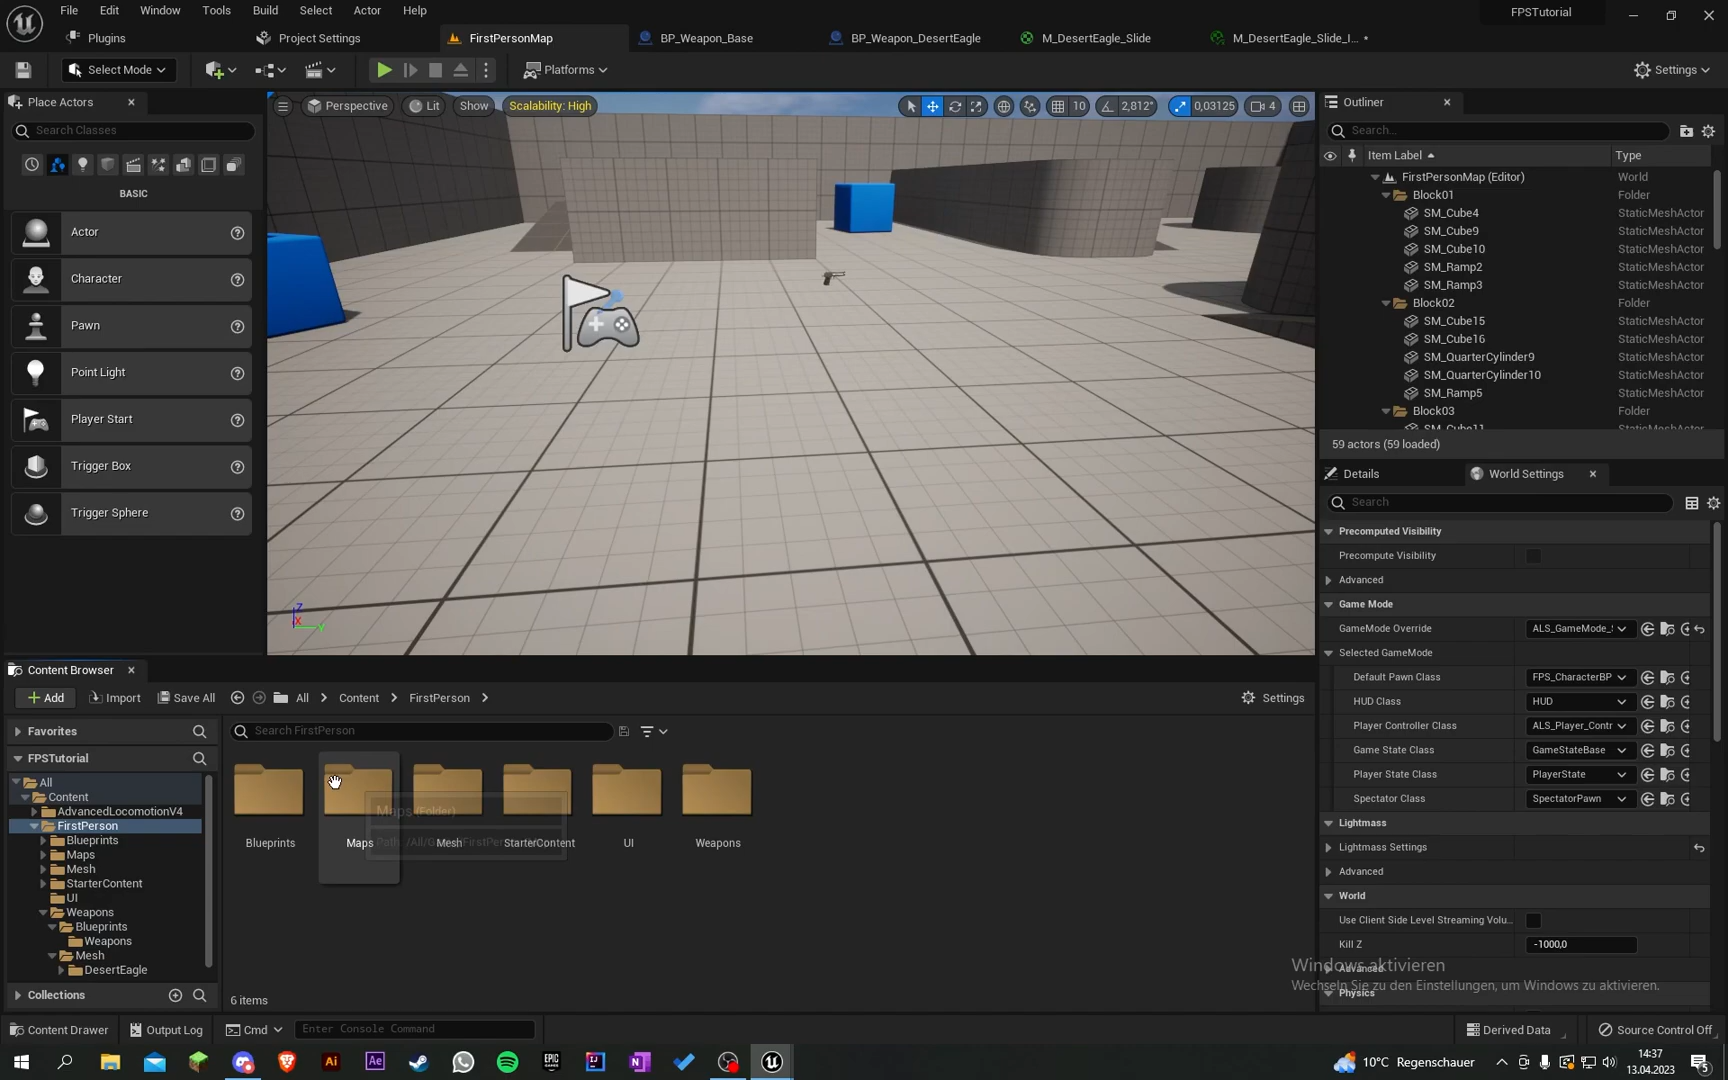 File Edit Window Tools Build Select Actor Help
FPSTutorial
Plugins
Project Settings
FirstPersonMap
BP_Weapon_Base
BP_Weapon_DesertEagle
M_DesertEagle_Slide
M_DesertEagle_Slide_I... •
Select Mode
Platforms
Settings
Place Actors
Search Classes
BASIC
Actor
Character
Pawn
Point Light
Player Start
Trigger Box
Trigger Sphere
Perspective
Lit
Show
Scalability: High
10
2,812°
0,03125
4
Z
X
Y
Outliner
Search...
Item Label
Type
FirstPersonMap (Editor) World
Block01 Folder
SM_Cube4 StaticMeshActor
SM_Cube9 StaticMeshActor
SM_Cube10 StaticMeshActor
SM_Ramp2 StaticMeshActor
SM_Ramp3 StaticMeshActor
Block02 Folder
SM_Cube15 StaticMeshActor
SM_Cube16 StaticMeshActor
SM_QuarterCylinder9 StaticMeshActor
SM_QuarterCylinder10 StaticMeshActor
SM_Ramp5 StaticMeshActor
Block03 Folder
SM_Cube11 StaticMeshActor
59 actors (59 loaded)
Details
World Settings
Search
Precomputed Visibility
Precompute Visibility
Advanced
Game Mode
GameMode Override ALS_GameMode_
Selected GameMode
Default Pawn Class FPS_CharacterBP
HUD Class HUD
Player Controller Class ALS_Player_Contr
Game State Class GameStateBase
Player State Class PlayerState
Spectator Class SpectatorPawn
Lightmass
Lightmass Settings
Advanced
World
Use Client Side Level Streaming Volu...
Kill Z -1000,0
Advanced
Physics
Windows aktivieren
Wechseln Sie zu den Einstellungen, um Windows zu aktivieren.
Content Browser
Add
Import
Save All
All
Content
FirstPerson
Settings
Favorites
FPSTutorial
All
Content
AdvancedLocomotionV4
FirstPerson
Blueprints
Maps
Mesh
StarterContent
UI
Weapons
Blueprints
Weapons
Mesh
DesertEagle
Collections
Search FirstPerson
Maps (Folder)
Blueprints
Maps
Mesh
StarterContent
UI
Weapons
6 items
Content Drawer
Output Log
Cmd
Enter Console Command
Derived Data
Source Control Off
10°C Regenschauer
14:37
13.04.2023
5